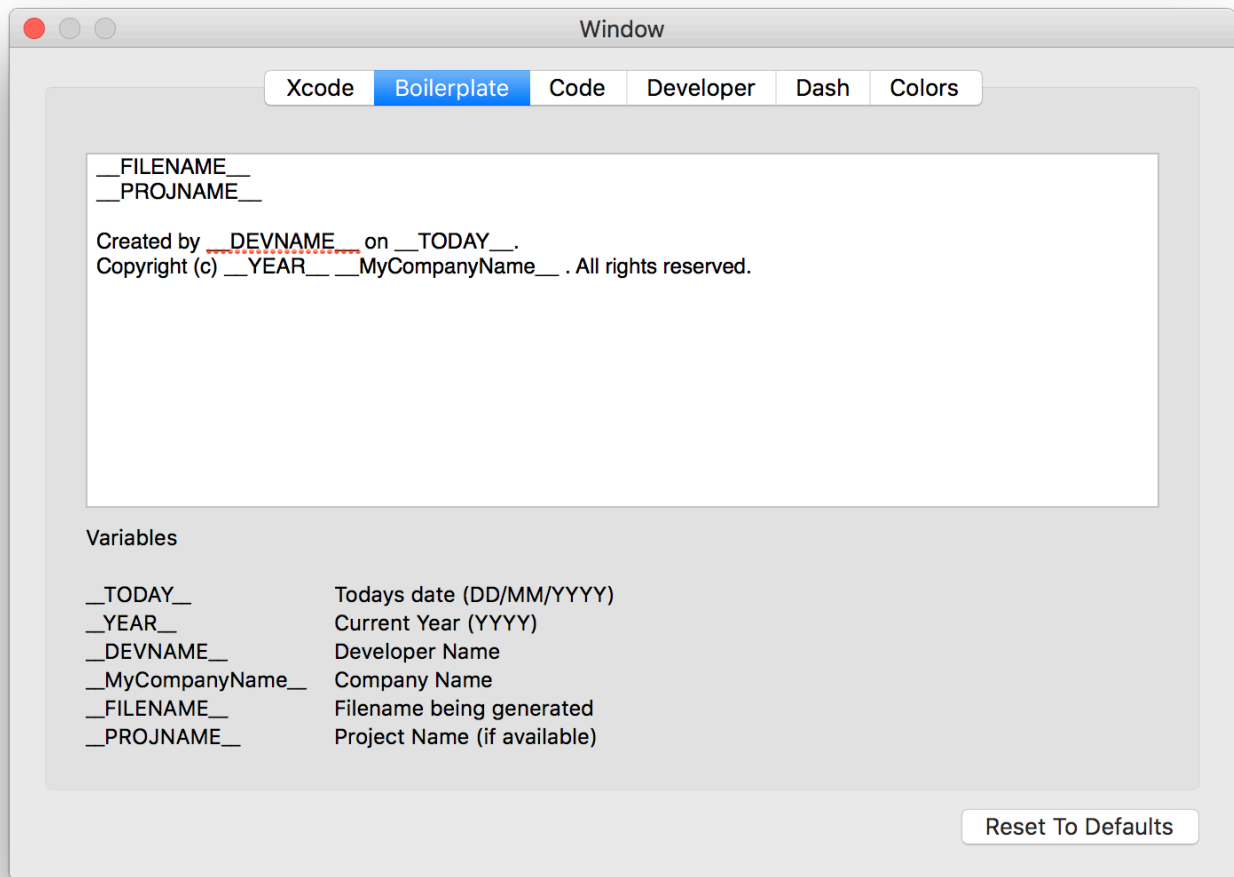 Window
Xcode Boilerplate Code Developer Dash Colors
__FILENAME__
__PROJNAME__
Created by __DEVNAME__ on __TODAY__.
Copyright (c) __YEAR__ __MyCompanyName__ . All rights reserved.
Variables
__TODAY__ Todays date (DD/MM/YYYY)
__YEAR__ Current Year (YYYY)
__DEVNAME__ Developer Name
__MyCompanyName__ Company Name
__FILENAME__ Filename being generated
__PROJNAME__ Project Name (if available)
Reset To Defaults